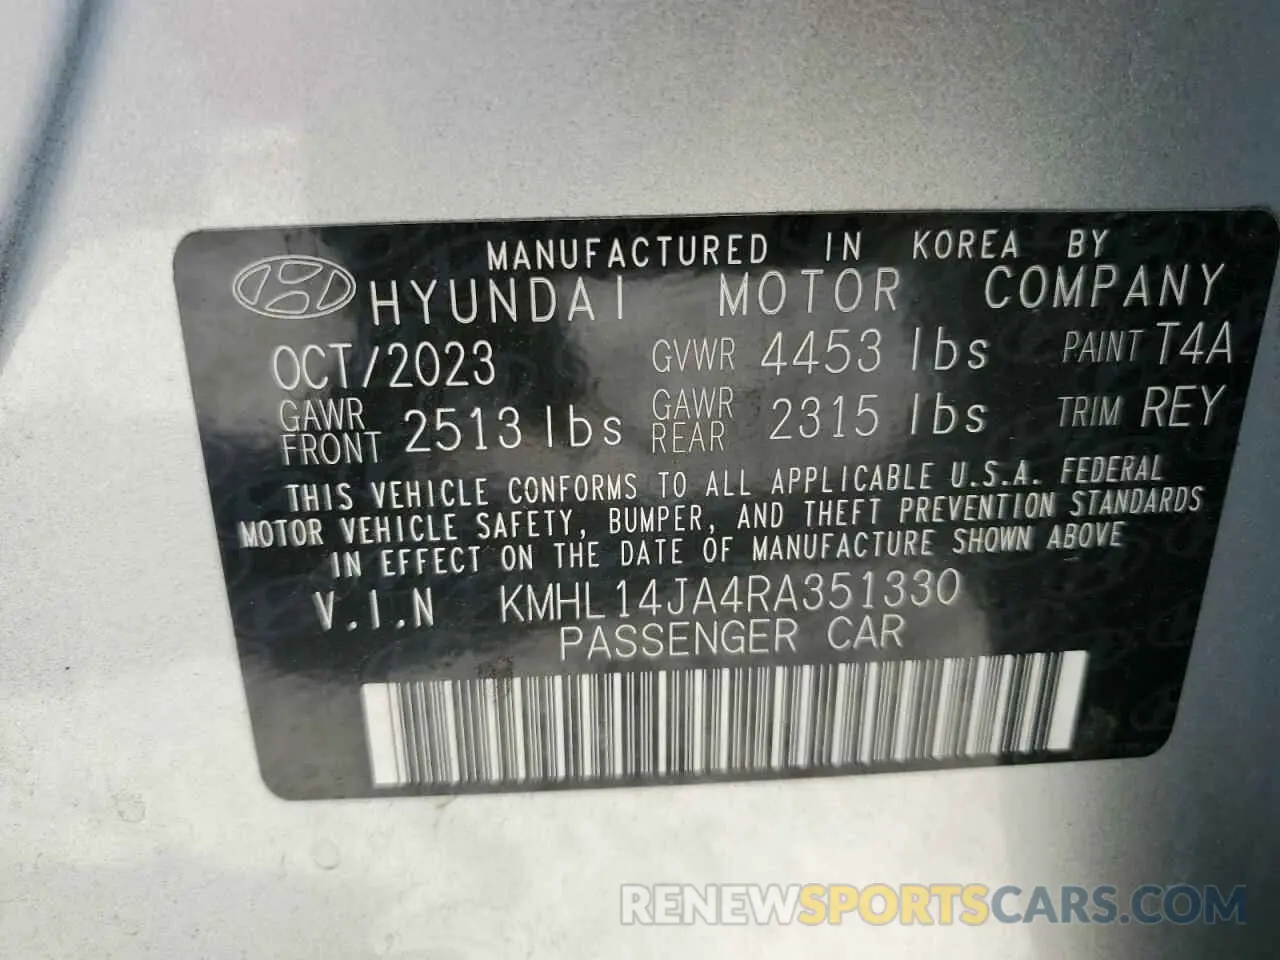 MANUFACTURED IN KOREA BY
HYUNDAI MOTOR COMPANY
OCT/2023 GVWR 4453 lbs PAINT T4A
GAWR FRONT 2513 lbs GAWR REAR 2315 lbs TRIM REY
THIS VEHICLE CONFORMS TO ALL APPLICABLE U.S.A. FEDERAL
MOTOR VEHICLE SAFETY, BUMPER, AND THEFT PREVENTION STANDARDS
IN EFFECT ON THE DATE OF MANUFACTURE SHOWN ABOVE
V.I.N KMHL14JA4RA351330
PASSENGER CAR
RENEWSPORTSCARS.COM